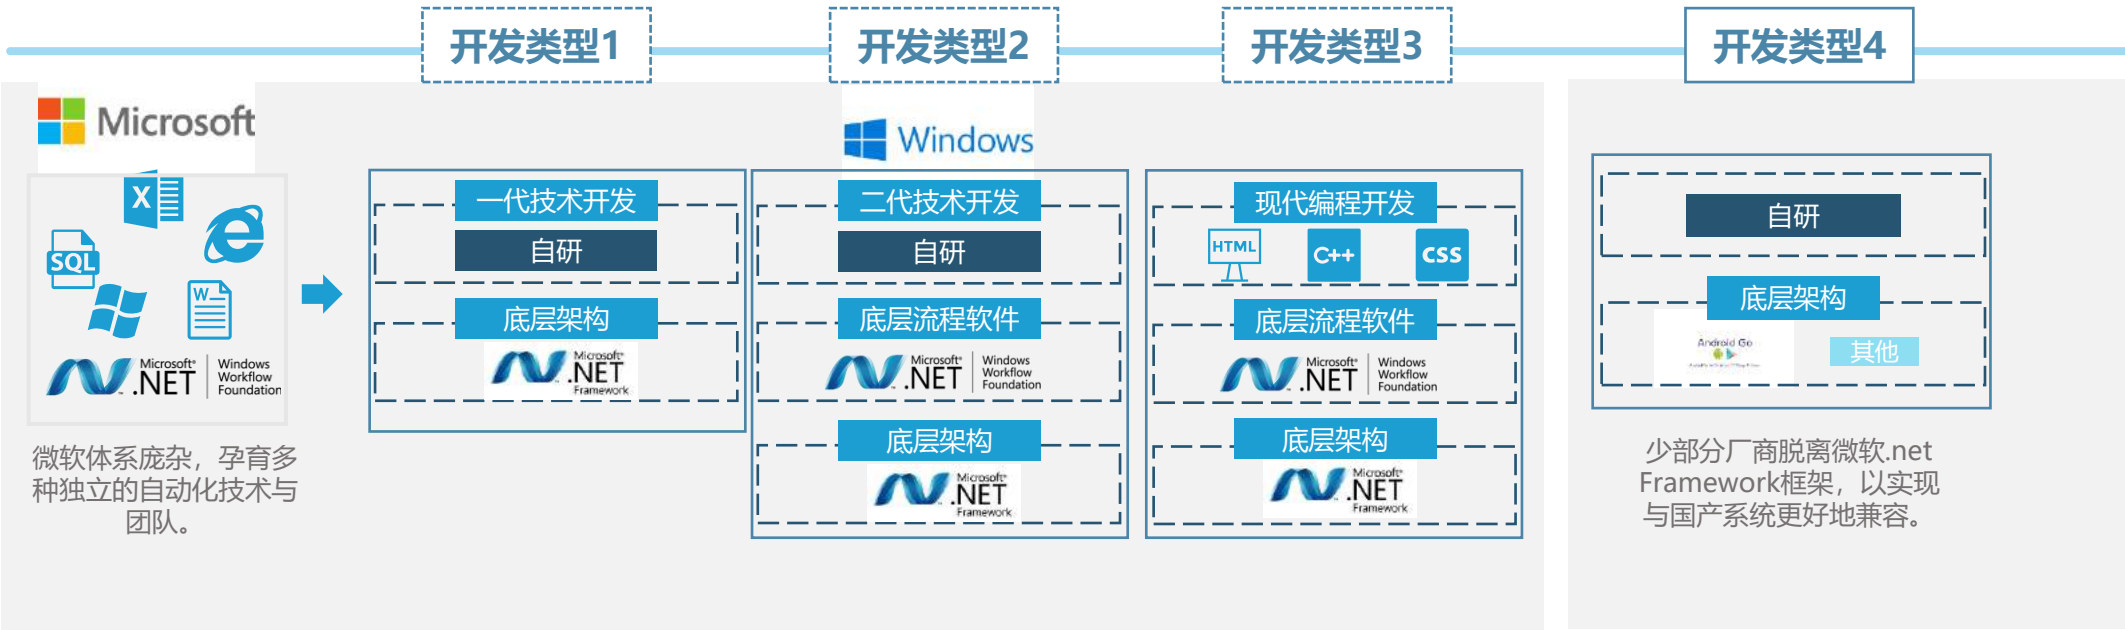 开发类型1
开发类型2
开发类型3
开发类型4
Microsoft
X
SQL
W
Microsoft
.NET
Windows
Workflow
Foundation
微软体系庞杂，孕育多
种独立的自动化技术与
团队。
一代技术开发
自研
底层架构
Microsoft
.NET
Framework
Windows
二代技术开发
自研
底层流程软件
Microsoft
.NET
Windows
Workflow
Foundation
底层架构
Microsoft
.NET
Framework
现代编程开发
HTML
C++
CSS
底层流程软件
Microsoft
.NET
Windows
Workflow
Foundation
底层架构
Microsoft
.NET
Framework
自研
底层架构
Android Go
其他
少部分厂商脱离微软.net
Framework框架，以实现
与国产系统更好地兼容。